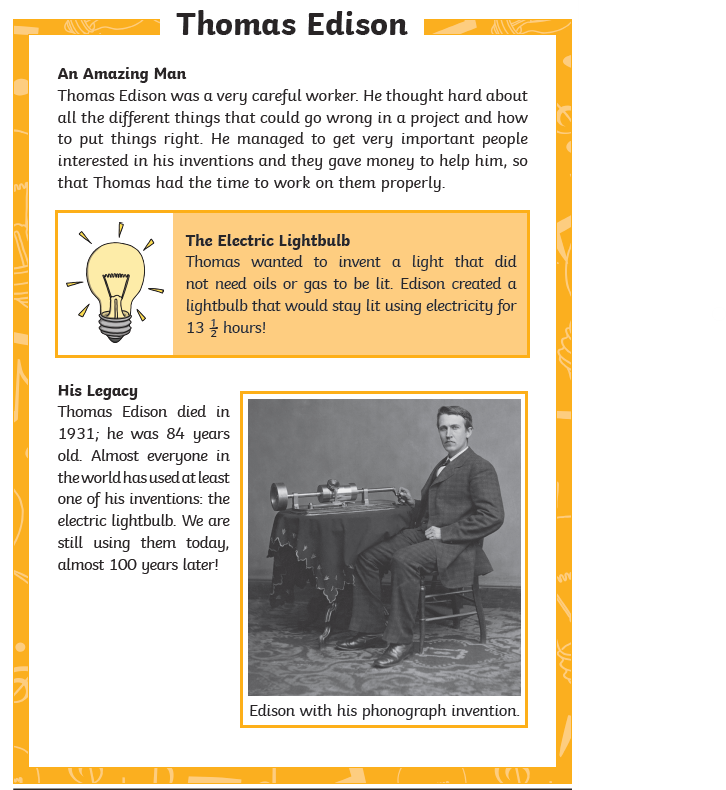 Thomas Edison
An Amazing Man
Thomas Edison was a very careful worker. He thought hard about
all the different things that could go wrong in a project and how
to put things right. He managed to get very important people
interested in his inventions and they gave money to help him, so
that Thomas had the time to work on them properly.
The Electric Lightbulb
Thomas wanted to invent a light that did
not need oils or gas to be lit. Edison created a
lightbulb that would stay lit using electricity for
13 1/2 hours!
His Legacy
Thomas Edison died in
1931; he was 84 years
old. Almost everyone in
the world has used at least
one of his inventions: the
electric lightbulb. We are
still using them today,
almost 100 years later!
Edison with his phonograph invention.